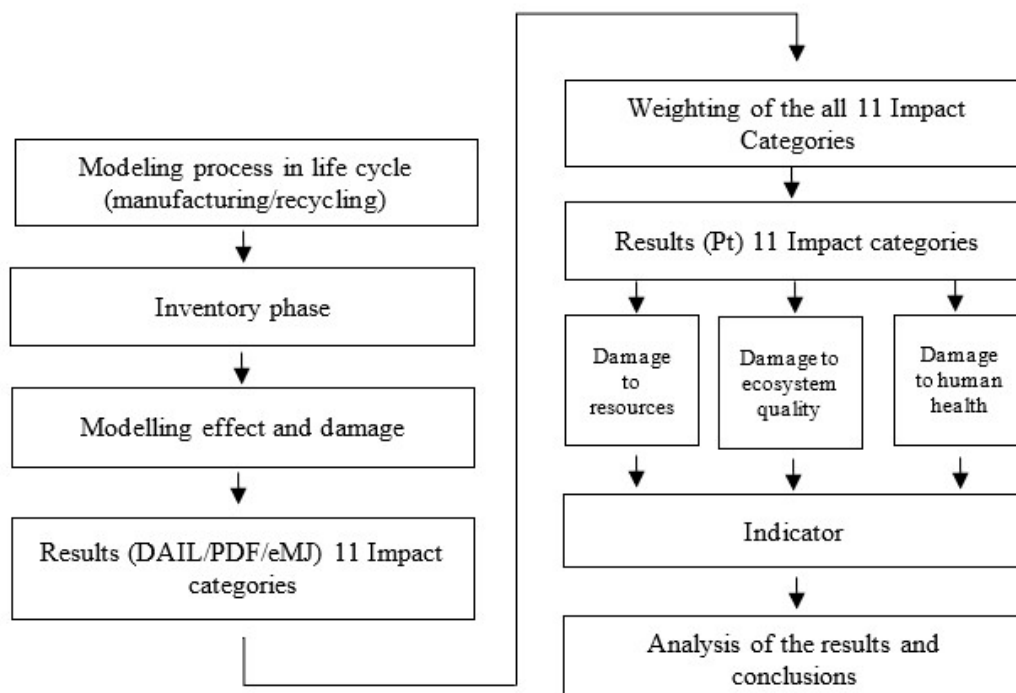 Modeling process in life cycle
(manufacturing/recycling)
Inventory phase
Modelling effect and damage
Results (DAIL/PDF/eMJ) 11 Impact
categories
Weighting of the all 11 Impact
Categories
Results (Pt) 11 Impact categories
Damage
to
resources
Damage to
ecosystem
quality
Damage
to human
health
Indicator
Analysis of the results and
conclusions